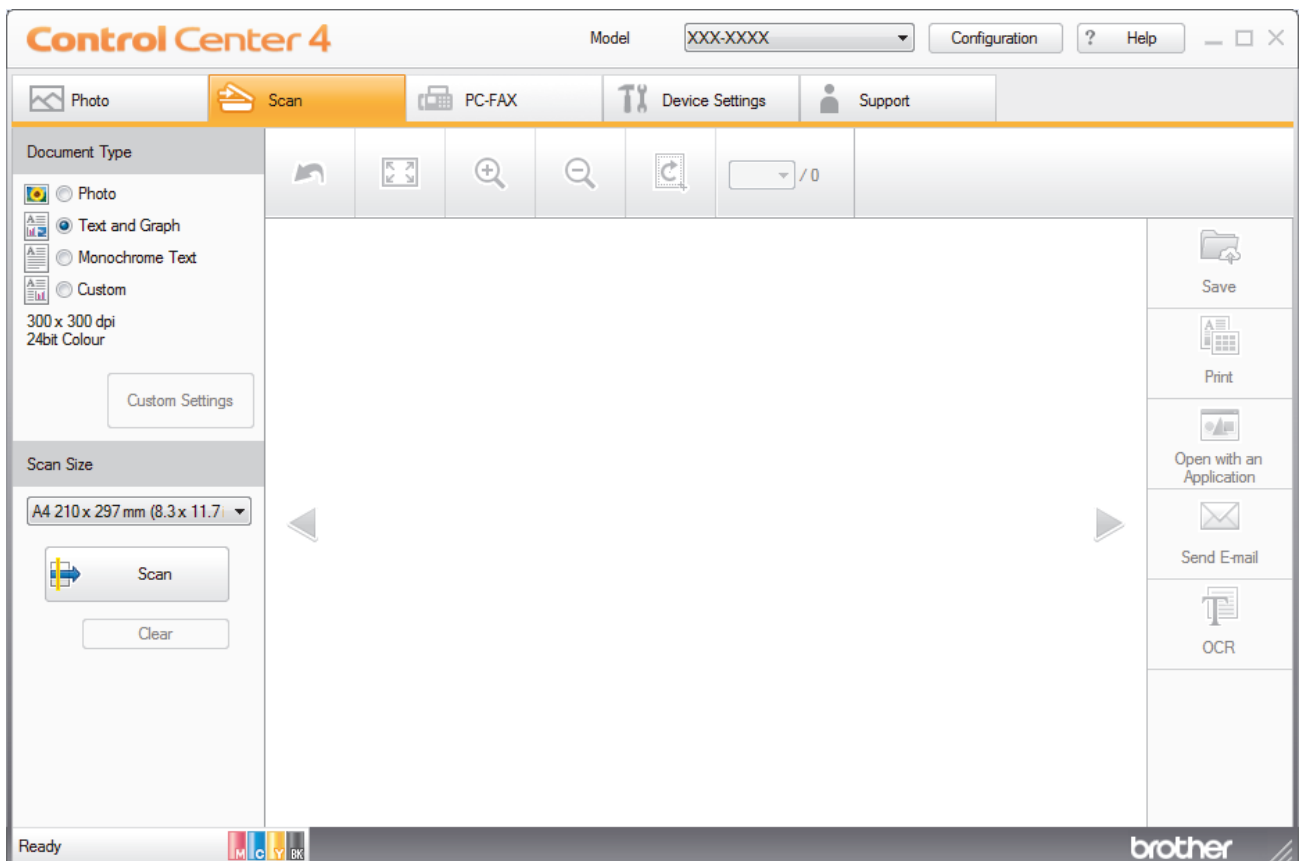 Control Center 4
Model XXX-XXXX Configuration ? Help
Photo Scan PC-FAX Device Settings Support
Document Type
Photo
Text and Graph
Monochrome Text
Custom
300 x 300 dpi
24bit Colour
Custom Settings
Scan Size
A4 210 x 297 mm (8.3 x 11.7
Scan
Clear
/ 0
Save
Print
Open with an
Application
Send E-mail
OCR
Ready M C Y BK brother